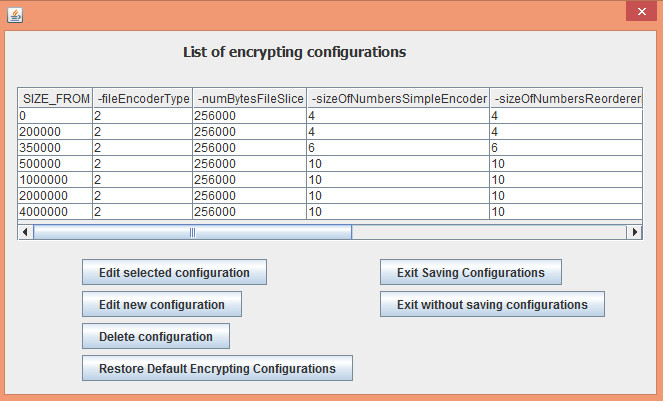 List of encrypting configurations
SIZE_FROM -fileEncoderType -numBytesFileSlice -sizeOfNumbersSimpleEncoder -sizeOfNumbersReorderer
0 2 256000 4 4
200000 2 256000 4 4
350000 2 256000 6 6
500000 2 256000 10 10
1000000 2 256000 10 10
2000000 2 256000 10 10
4000000 2 256000 10 10
Edit selected configuration Exit Saving Configurations
Edit new configuration Exit without saving configurations
Delete configuration
Restore Default Encrypting Configurations